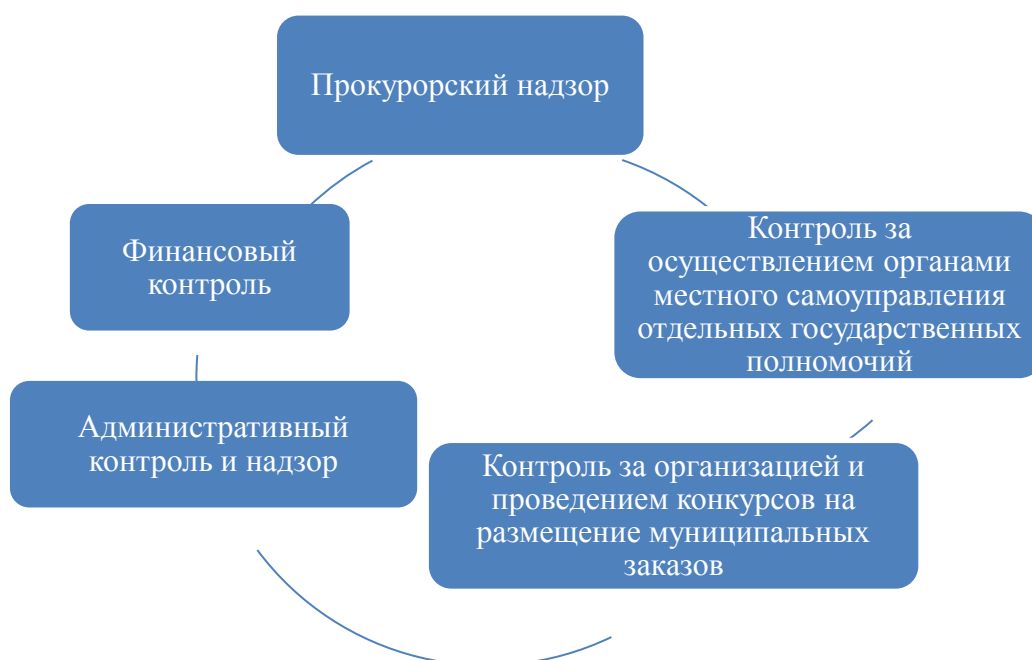 Прокурорский надзор
Финансовый
контроль
Контроль за
осуществлением органами
местного самоуправления
отдельных государственных
полномочий
Административный
контроль и надзор
Контроль за организацией и
проведением конкурсов на
размещение муниципальных
заказов